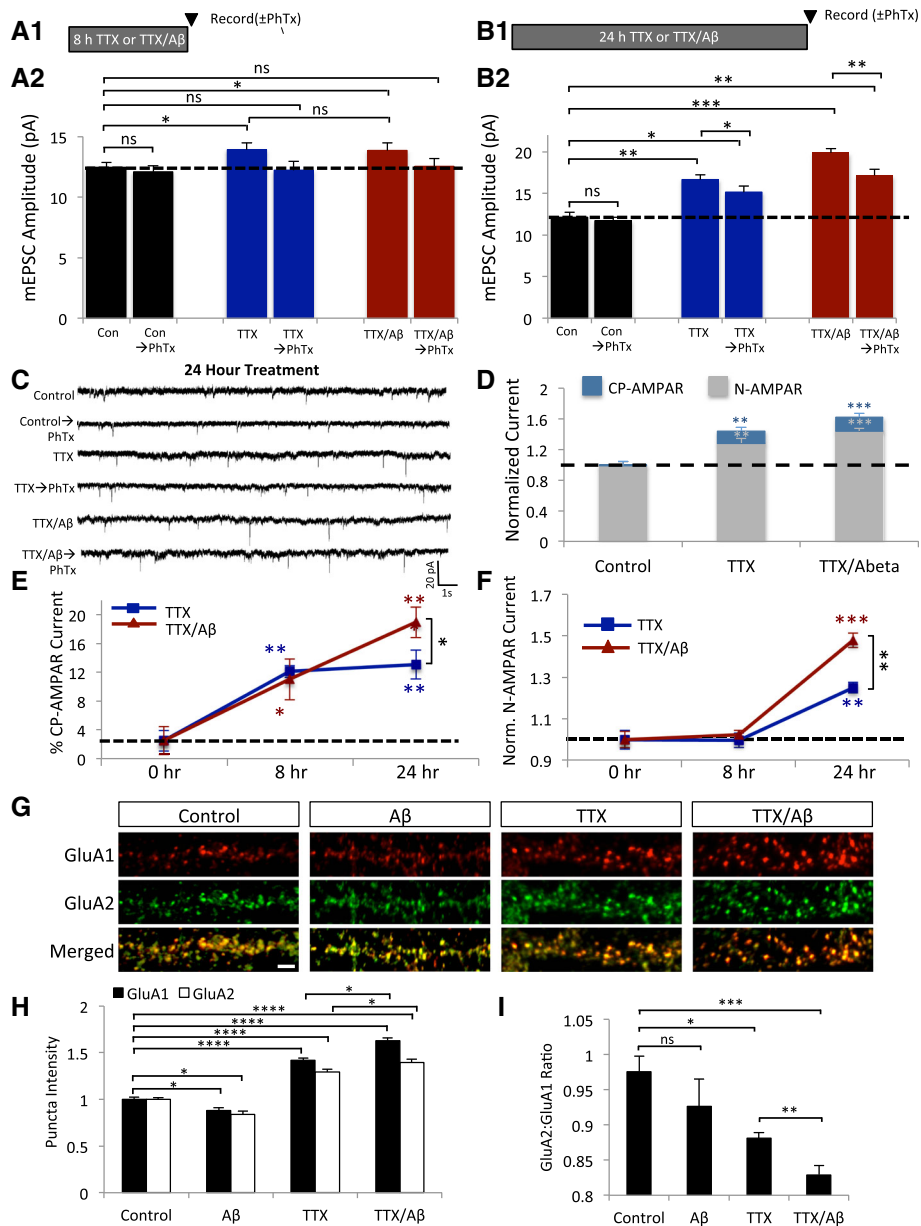 A1
Record(±PhTx)
8 h TTX or TTX/Aβ
B1
Record (±PhTx)
24 h TTX or TTX/Aβ
A2
ns
*
ns
*
ns
ns
mEPSC Amplitude (pA)
15
10
5
0
Con
Con
→PhTx
TTX
TTX
→PhTx
TTX/Aβ
TTX/Aβ
→PhTx
B2
**
**
***
*
*
**
ns
mEPSC Amplitude (pA)
20
15
10
5
0
Con
Con
→PhTx
TTX
TTX
→PhTx
TTX/Aβ
TTX/Aβ
→PhTx
C
24 Hour Treatment
Control
Control→
PhTx
TTX
TTX→PhTx
TTX/Aβ
TTX/Aβ→
PhTx
20 pA
1s
D
CP-AMPAR
N-AMPAR
Normalized Current
2
1.6
1.2
0.8
0.4
0
**
**
***
***
Control
TTX
TTX/Abeta
E
% CP-AMPAR Current
20
16
12
8
4
0
TTX
TTX/Aβ
**
*
**
**
*
0 hr
8 hr
24 hr
F
Norm. N-AMPAR Current
1.7
1.5
1.3
1.1
0.9
TTX
TTX/Aβ
***
**
**
0 hr
8 hr
24 hr
G
Control
Aβ
TTX
TTX/Aβ
GluA1
GluA2
Merged
H
GluA1
GluA2
Puncta Intensity
2
1.5
1
0.5
0
*
****
*
****
****
****
*
*
Control
Aβ
TTX
TTX/Aβ
I
GluA2:GluA1 Ratio
1.05
1
0.95
0.9
0.85
0.8
***
*
ns
**
Control
Aβ
TTX
TTX/Aβ